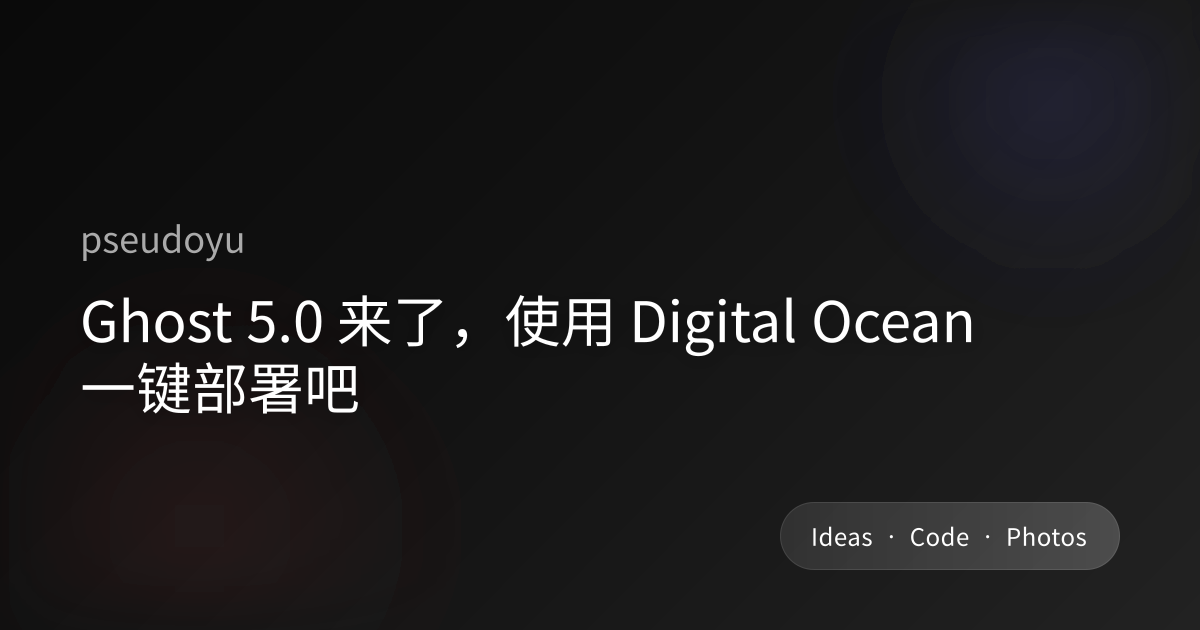 pseudoyu
Ghost 5.0 来了，使用 Digital Ocean
一键部署吧
Ideas · Code · Photos